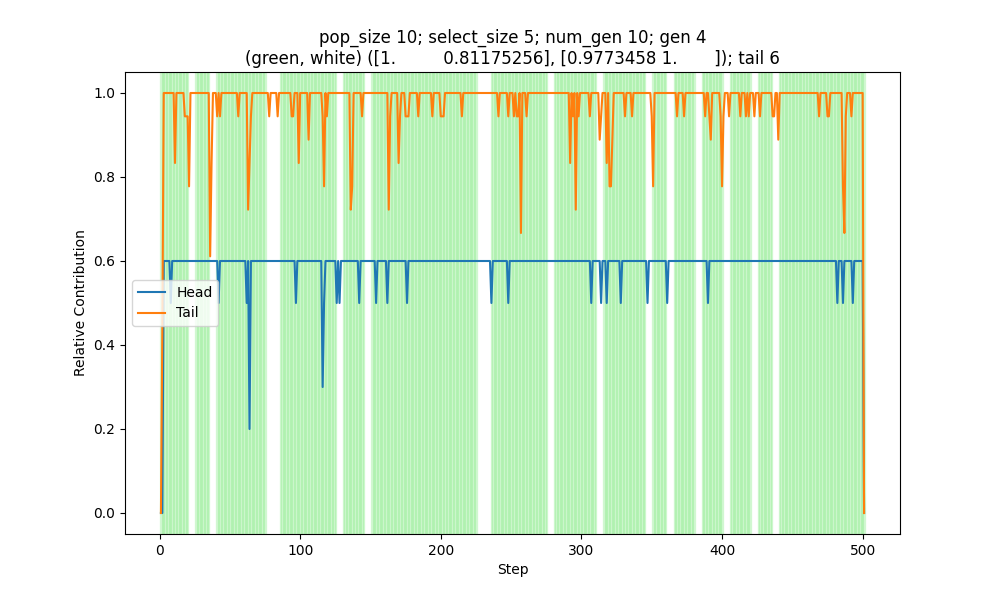 pop_size 10; select_size 5; num_gen 10; gen 4
(green, white) ([1.         0.81175256], [0.9773458 1.       ]); tail 6
1.0
0.8
0.6
0.4
0.2
0.0
Relative Contribution
Head
Tail
0
100
200
300
400
500
Step